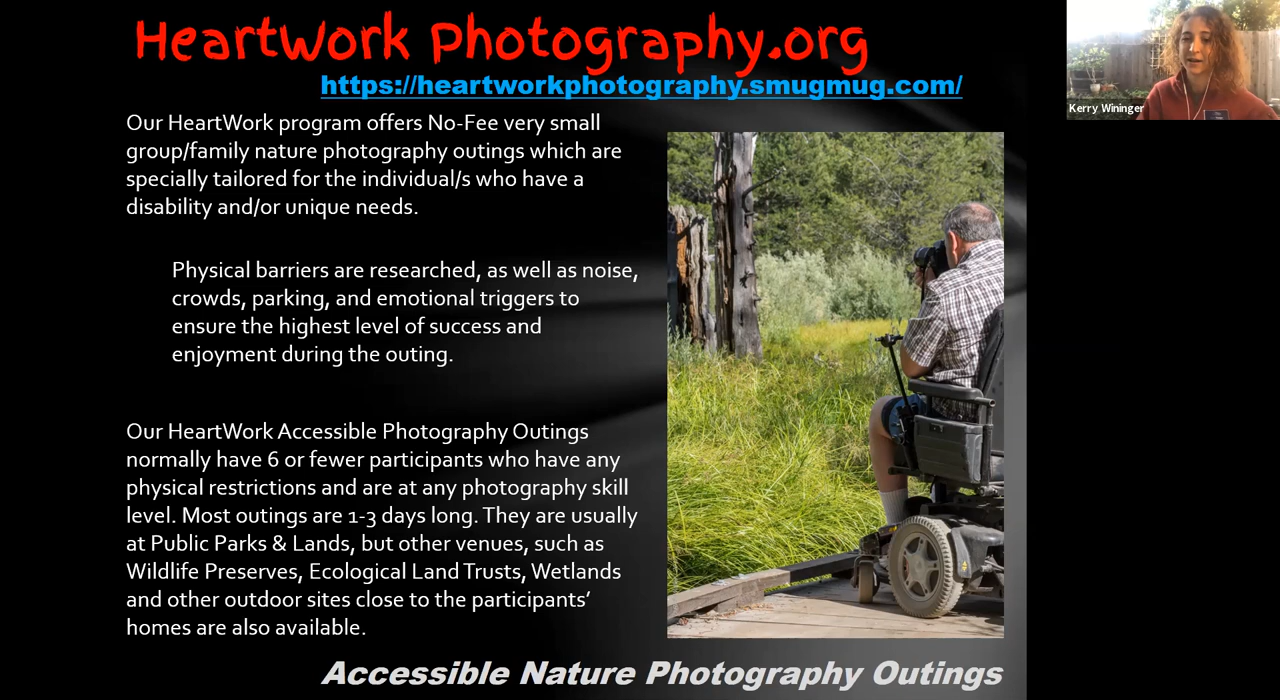 HeartWork Photography.org
https://heartworkphotography.smugmug.com/
Our HeartWork program offers No-Fee very small
group/family nature photography outings which are
specially tailored for the individual/s who have a
disability and/or unique needs.
Physical barriers are researched, as well as noise,
crowds, parking, and emotional triggers to
ensure the highest level of success and
enjoyment during the outing.
Our HeartWork Accessible Photography Outings
normally have 6 or fewer participants who have any
physical restrictions and are at any photography skill
level. Most outings are 1-3 days long. They are usually
at Public Parks & Lands, but other venues, such as
Wildlife Preserves, Ecological Land Trusts, Wetlands
and other outdoor sites close to the participants’
homes are also available.
Accessible Nature Photography Outings
Kerry Wininger